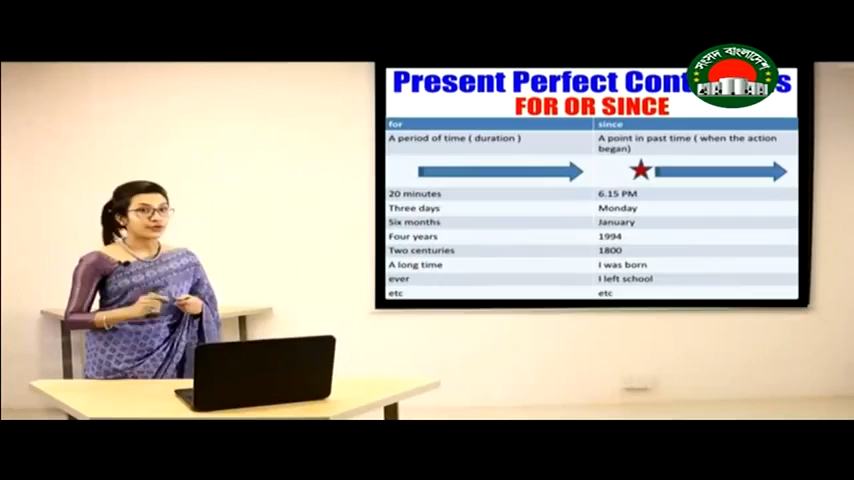 সংসদ বাংলাদেশ
Present Perfect Cont s
FOR OR SINCE
for since
A period of time ( duration ) A point in past time ( when the action
began)
20 minutes 6.15 PM
Three days Monday
Six months January
Four years 1994
Two centuries 1800
A long time I was born
ever I left school
etc etc